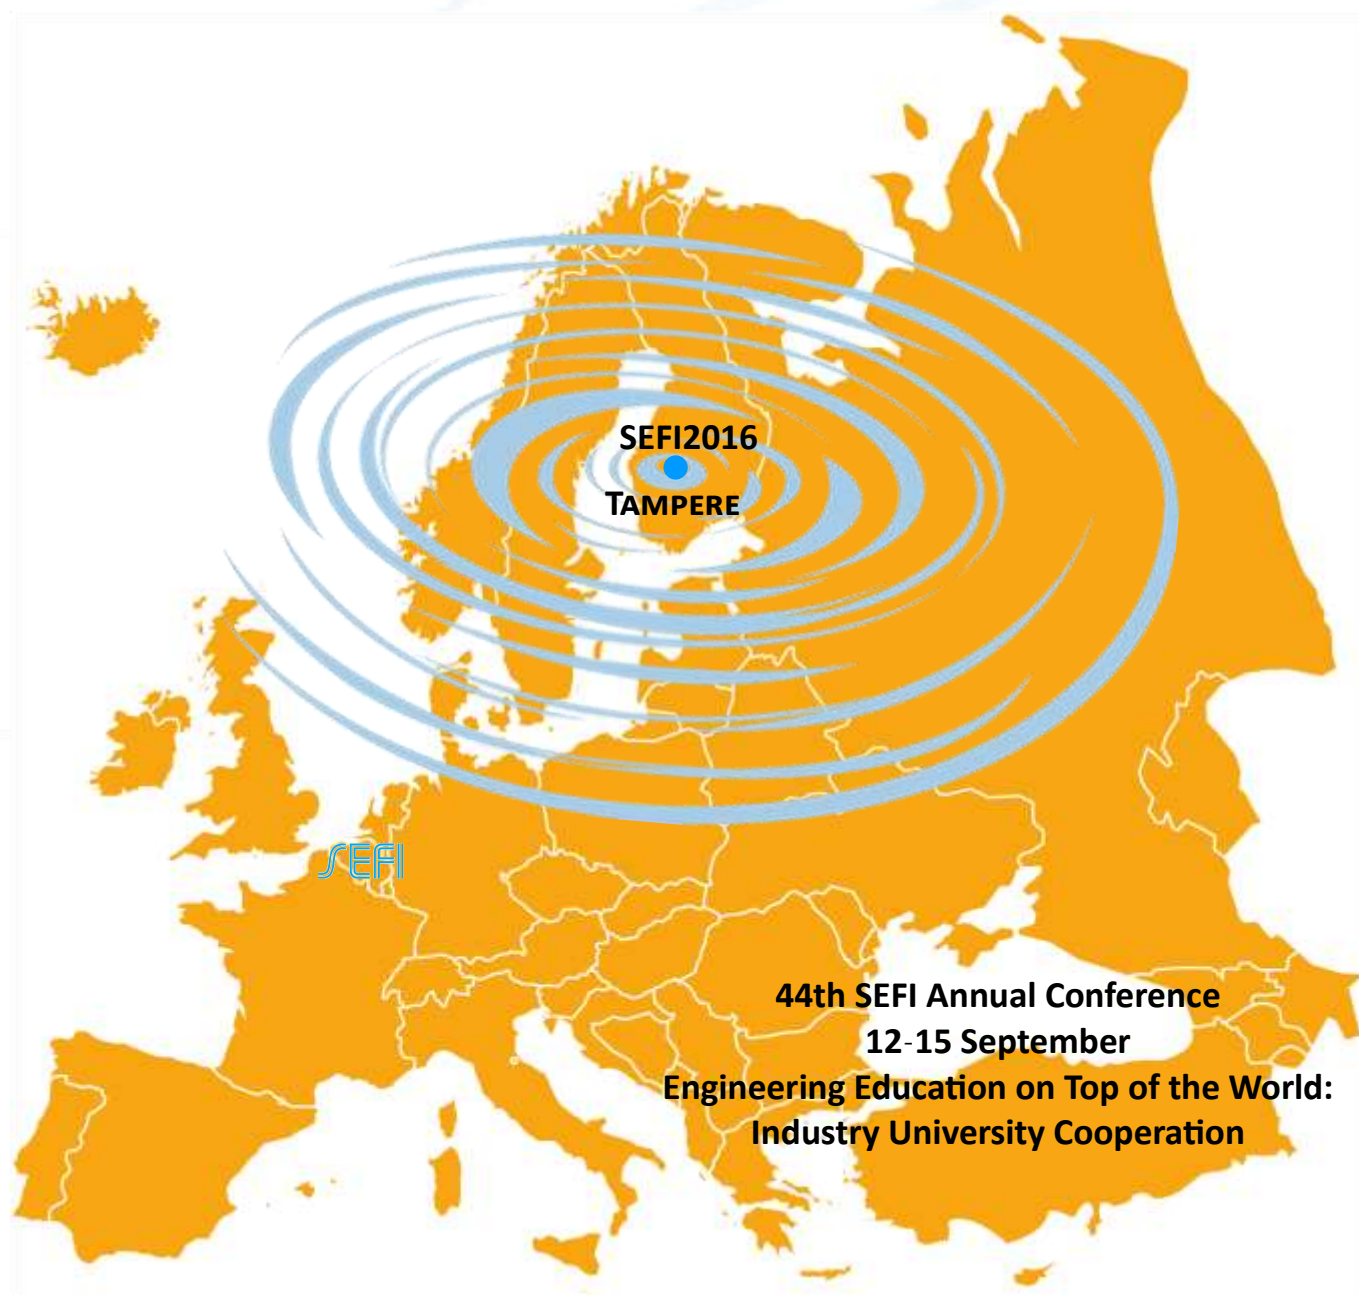 SEFI2016
TAMPERE
SEFI
44th SEFI Annual Conference
12-15 September
Engineering Education on Top of the World:
Industry University Cooperation